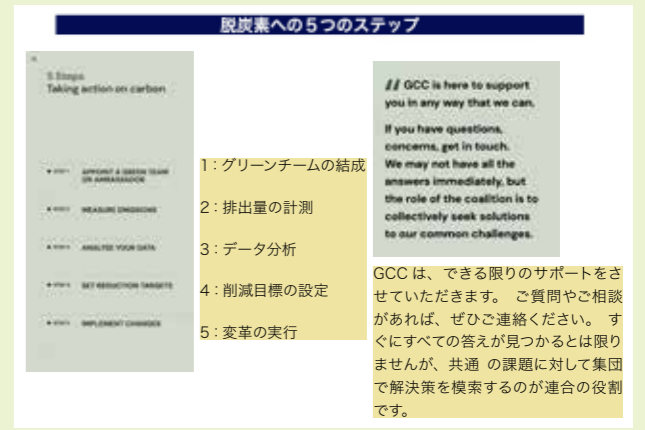 脱炭素への５つのステップ
5 Steps
Taking action on carbon
STEP 1 APPOINT A GREEN TEAM
OR AMBASSADOR
STEP 2 MEASURE EMISSIONS
STEP 3 ANALYZE YOUR DATA
STEP 4 SET REDUCTION TARGETS
STEP 5 IMPLEMENT CHANGES
1：グリーンチームの結成
2：排出量の計測
3：データ分析
4：削減目標の設定
5：変革の実行
// GCC is here to support
you in any way that we can.
If you have questions,
concerns, get in touch.
We may not have all the
answers immediately, but
the role of the coalition is to
collectively seek solutions
to our common challenges.
GCC は、できる限りのサポートをさ
せていただきます。 ご質問やご相談
があれば、ぜひご連絡ください。 す
ぐにすべての答えが見つかるとは限り
ませんが、共通 の課題に対して集団
で解決策を模索するのが連合の役割
です。